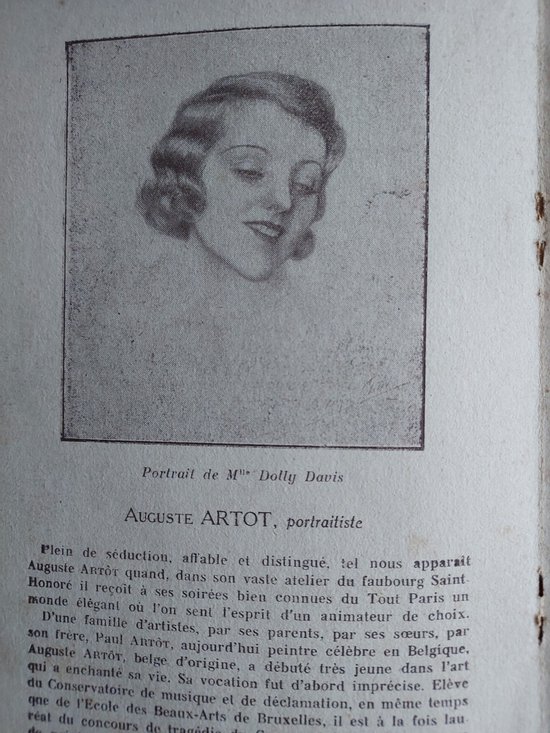 Portrait de Mlle Dolly Davis
AUGUSTE ARTOT, portraitiste
Plein de séduction, affable et distingué, tel nous apparaît
Auguste ARTÔT quand, dans son vaste atelier du faubourg Saint-
Honoré il reçoit à ses soirées bien connues du Tout Paris un
monde élégant où l'on sent l'esprit d'un animateur de choix.
D'une famille d'artistes, par ses parents, par ses sœurs, par
son frère, Paul ARTÔT, aujourd'hui peintre célèbre en Belgique,
Auguste ARTÔT, belge d'origine, a débuté très jeune dans l'art
qui a enchanté sa vie. Sa vocation fut d'abord imprécise. Elève
du Conservatoire de musique et de déclamation, en même temps
que de l'Ecole des Beaux-Arts de Bruxelles, il est à la fois lau-
réat du concours de tragédie